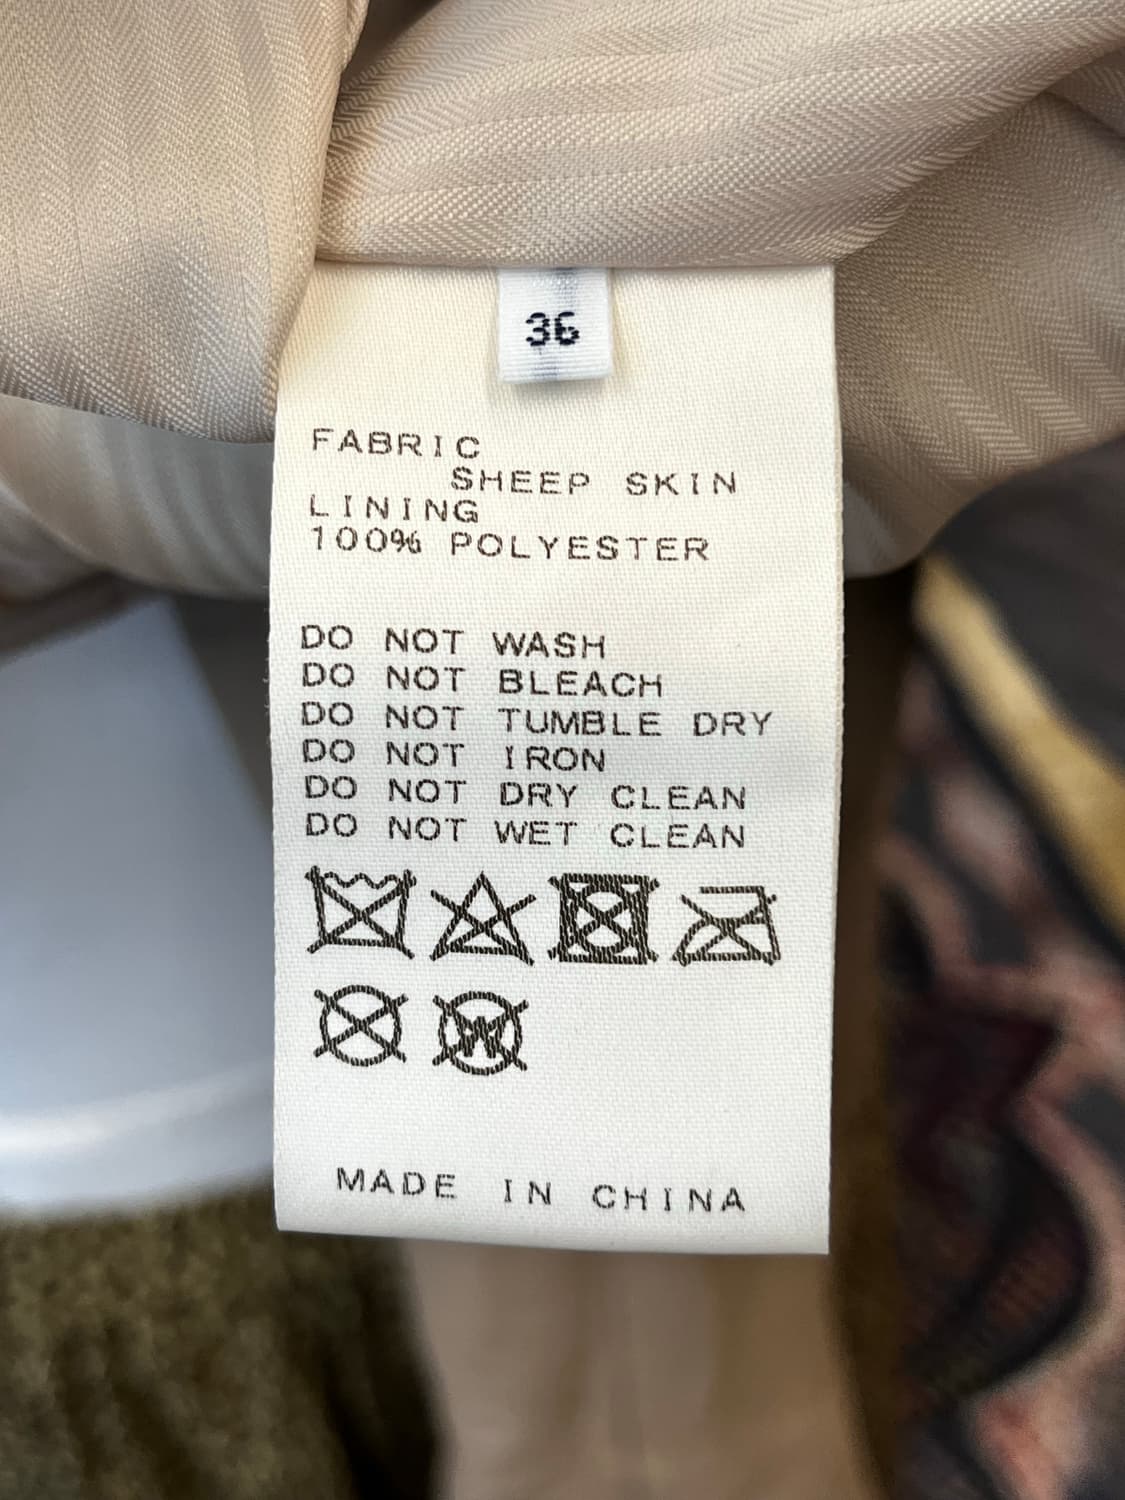 36
FABRIC
SHEEP SKIN
LINING
100% POLYESTER
DO NOT WASH
DO NOT BLEACH
DO NOT TUMBLE DRY
DO NOT IRON
DO NOT DRY CLEAN
DO NOT WET CLEAN
W
MADE IN CHINA